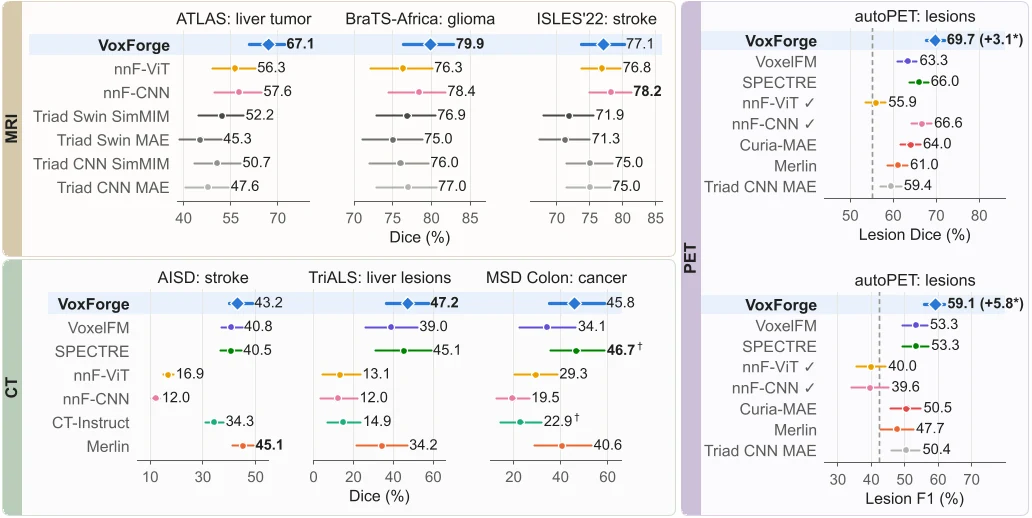 MRI
ATLAS: liver tumor BraTS-Africa: glioma ISLES'22: stroke
VoxForge 67.1 79.9 77.1
nnF-ViT 56.3 76.3 76.8
nnF-CNN 57.6 78.4 78.2
Triad Swin SimMIM 52.2 76.9 71.9
Triad Swin MAE 45.3 75.0 71.3
Triad CNN SimMIM 50.7 76.0 75.0
Triad CNN MAE 47.6 77.0 75.0
40 55 70 70 75 80 85 70 75 80 85
Dice (%)
CT
AISD: stroke TriALS: liver lesions MSD Colon: cancer
VoxForge 43.2 47.2 45.8
VoxelFM 40.8 39.0 34.1
SPECTRE 40.5 45.1 46.7†
nnF-ViT 16.9 13.1 29.3
nnF-CNN 12.0 12.0 19.5
CT-Instruct 34.3 14.9 22.9†
Merlin 45.1 34.2 40.6
10 30 50 0 20 40 60 20 40 60
Dice (%)
PET
autoPET: lesions
VoxForge 69.7 (+3.1*)
VoxelFM 63.3
SPECTRE 66.0
nnF-ViT ✓ 55.9
nnF-CNN ✓ 66.6
Curia-MAE 64.0
Merlin 61.0
Triad CNN MAE 59.4
50 60 70 80
Lesion Dice (%)
autoPET: lesions
VoxForge 59.1 (+5.8*)
VoxelFM 53.3
SPECTRE 53.3
nnF-ViT ✓ 40.0
nnF-CNN ✓ 39.6
Curia-MAE 50.5
Merlin 47.7
Triad CNN MAE 50.4
30 40 50 60 70
Lesion F1 (%)